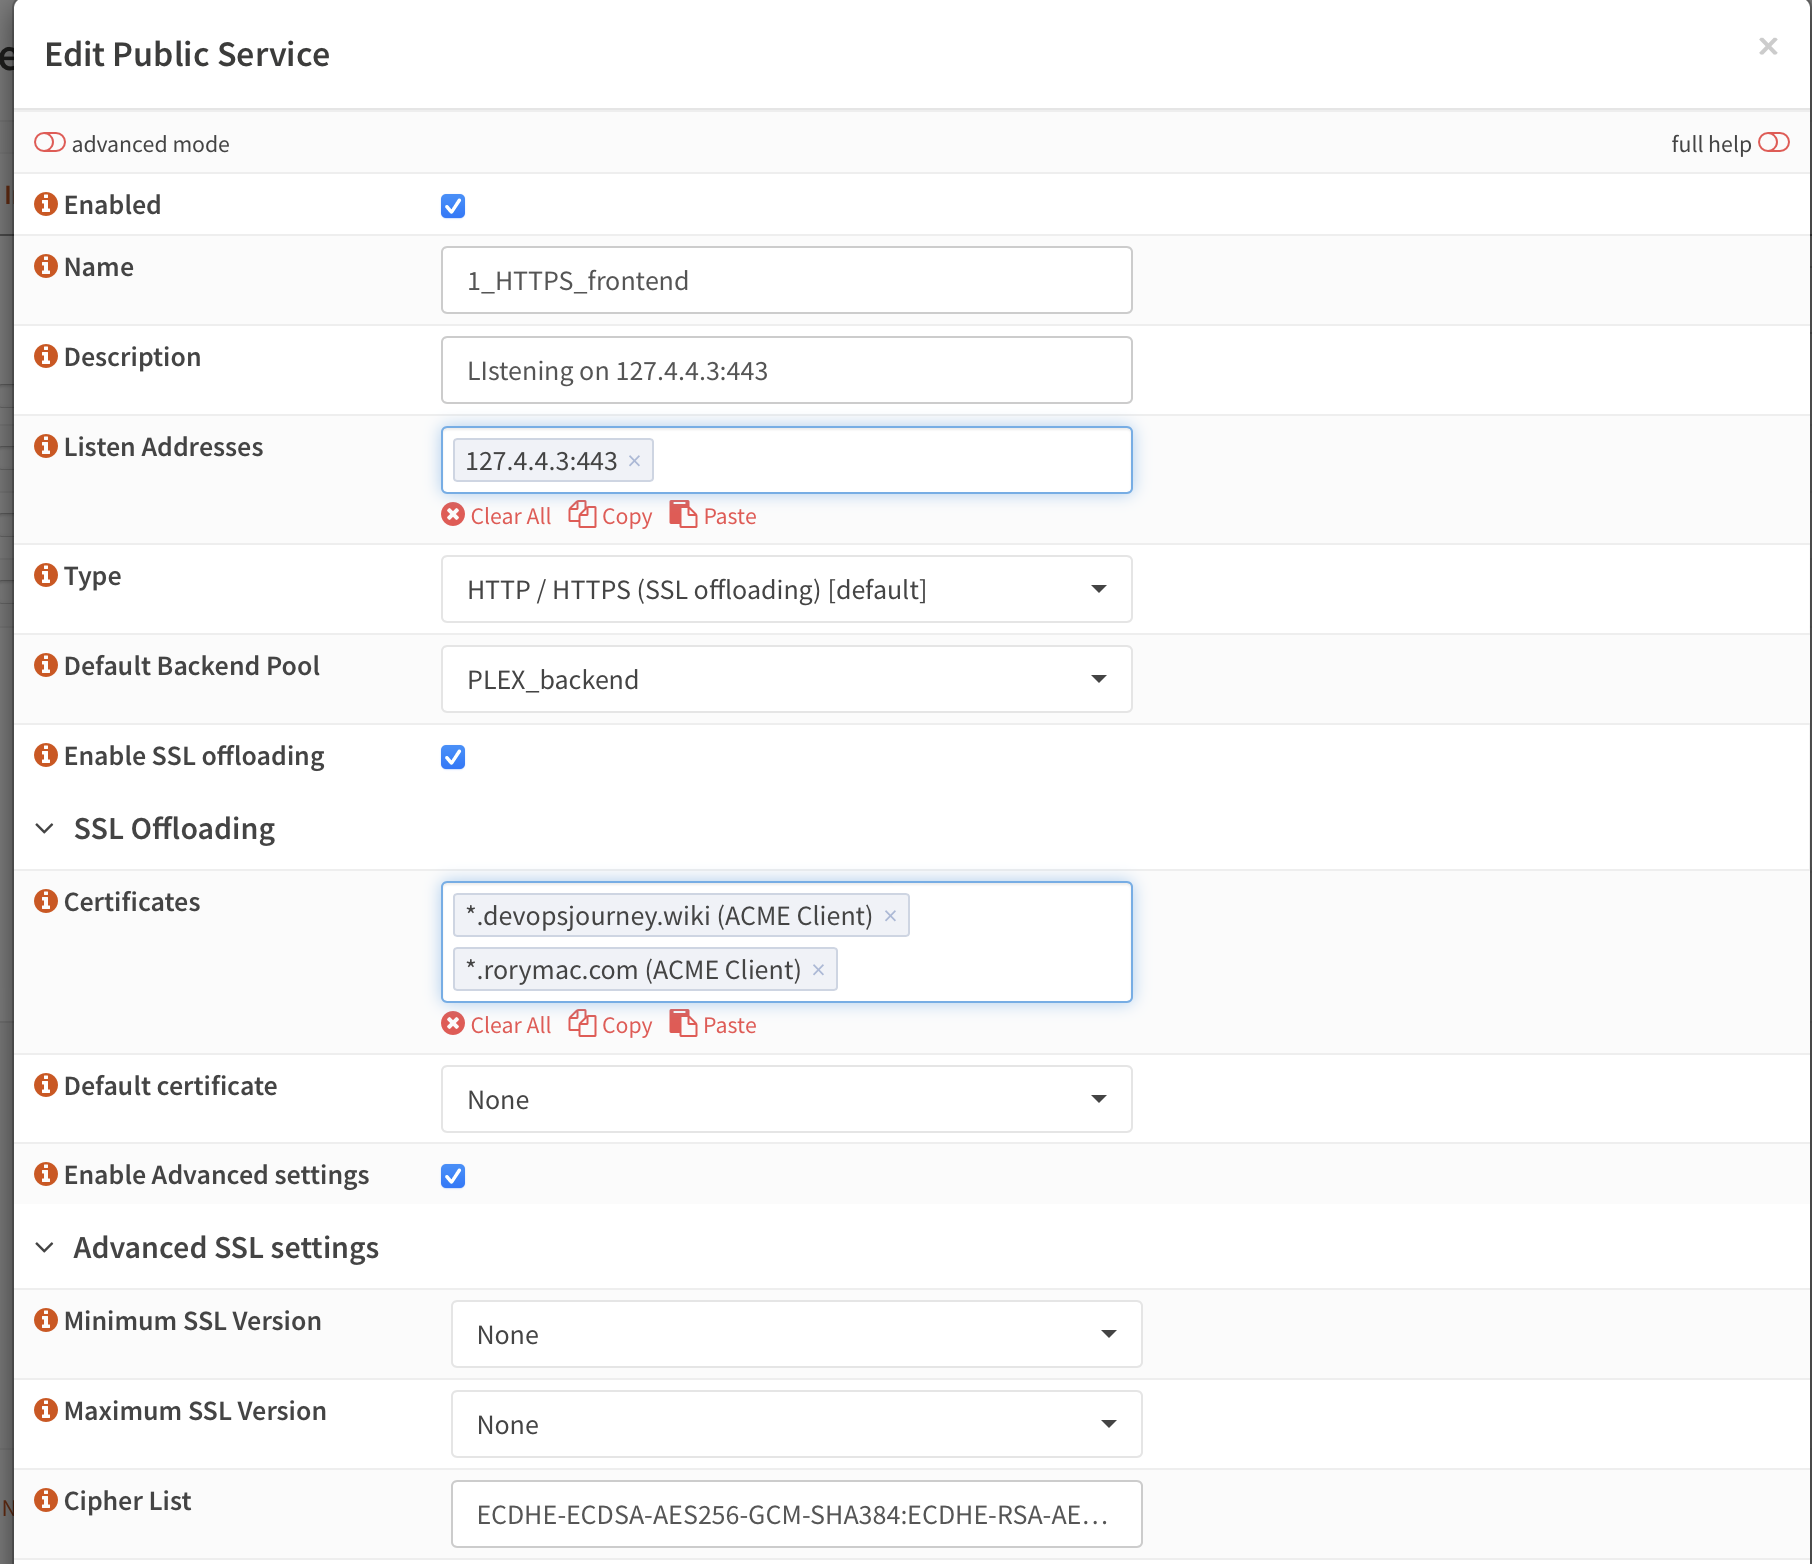 Edit Public Service
×
advanced mode
full help
Enabled
Name
1_HTTPS_frontend
Description
LIstening on 127.4.4.3:443
Listen Addresses
127.4.4.3:443 ×
Clear All Copy Paste
Type
HTTP / HTTPS (SSL offloading) [default]
Default Backend Pool
PLEX_backend
Enable SSL offloading
SSL Offloading
Certificates
*.devopsjourney.wiki (ACME Client) ×
*.rorymac.com (ACME Client) ×
Clear All Copy Paste
Default certificate
None
Enable Advanced settings
Advanced SSL settings
Minimum SSL Version
None
Maximum SSL Version
None
Cipher List
ECDHE-ECDSA-AES256-GCM-SHA384:ECDHE-RSA-AE…